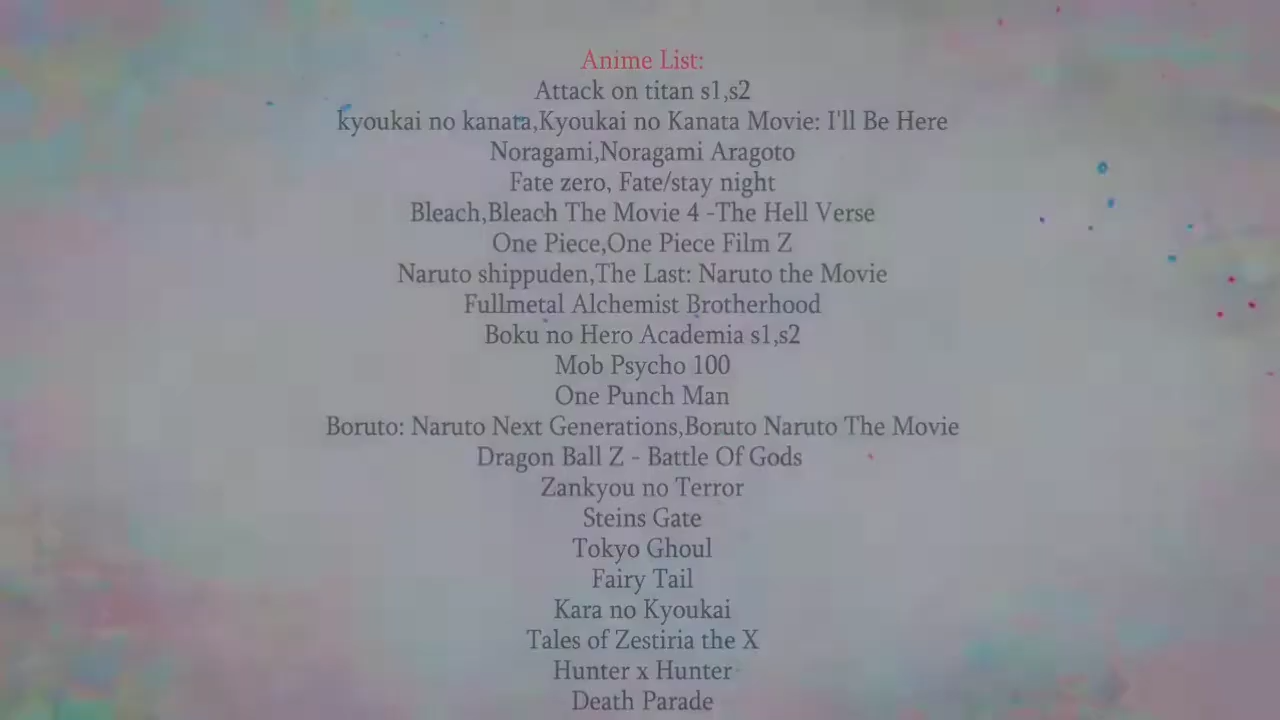 Anime List:
Attack on titan s1,s2
kyoukai no kanata,Kyoukai no Kanata Movie: I'll Be Here
Noragami,Noragami Aragoto
Fate zero, Fate/stay night
Bleach,Bleach The Movie 4 -The Hell Verse
One Piece,One Piece Film Z
Naruto shippuden,The Last: Naruto the Movie
Fullmetal Alchemist Brotherhood
Boku no Hero Academia s1,s2
Mob Psycho 100
One Punch Man
Boruto: Naruto Next Generations,Boruto Naruto The Movie
Dragon Ball Z - Battle Of Gods
Zankyou no Terror
Steins Gate
Tokyo Ghoul
Fairy Tail
Kara no Kyoukai
Tales of Zestiria the X
Hunter x Hunter
Death Parade